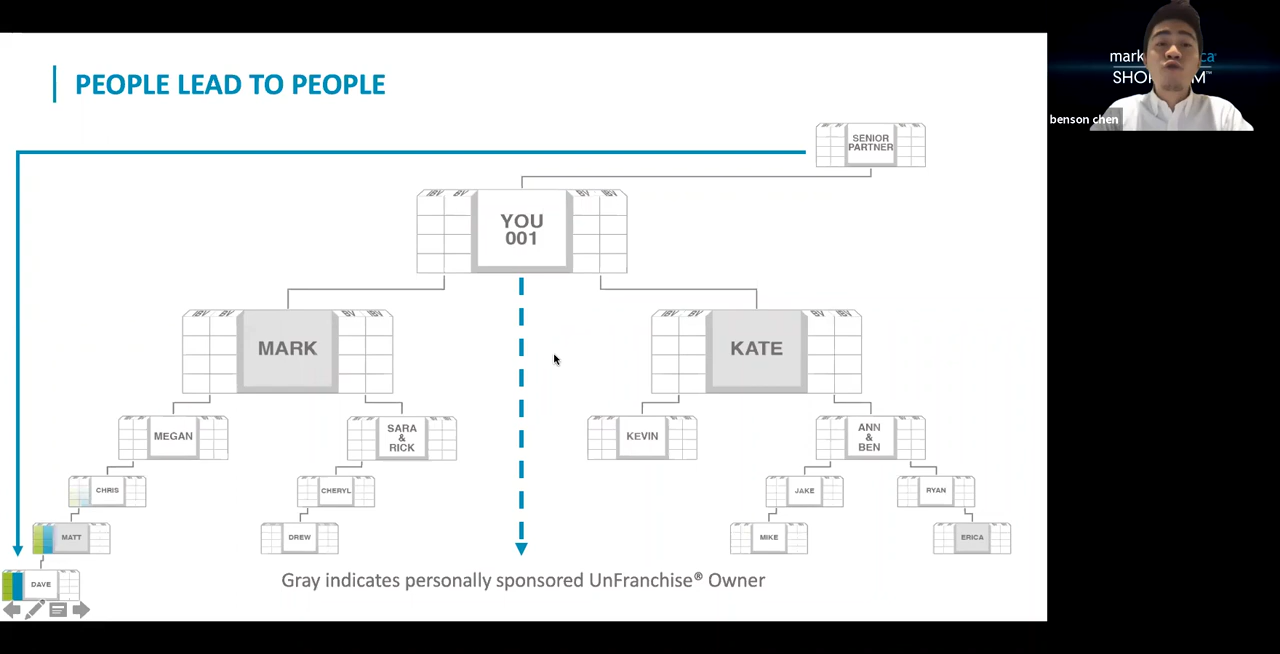 PEOPLE LEAD TO PEOPLE
benson chen
SENIOR
PARTNER
YOU
001
MARK
KATE
MEGAN
SARA
&
RICK
KEVIN
ANN
&
BEN
CHRIS
CHERYL
JAKE
RYAN
MATT
DREW
MIKE
ERICA
DAVE
Gray indicates personally sponsored UnFranchise® Owner